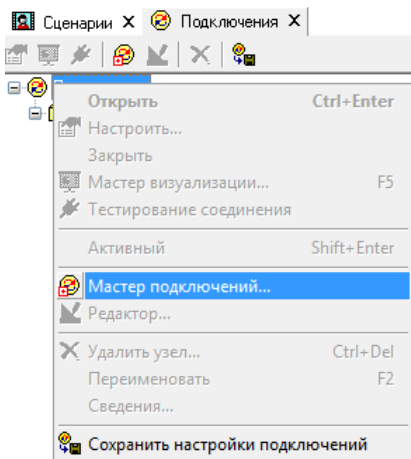 Сценарии X Подключения X
Открыть Ctrl+Enter
Настроить...
Закрыть
Мастер визуализации... F5
Тестирование соединения
Активный Shift+Enter
Мастер подключений...
Редактор...
Удалить узел... Ctrl+Del
Переименовать F2
Сведения...
Сохранить настройки подключений